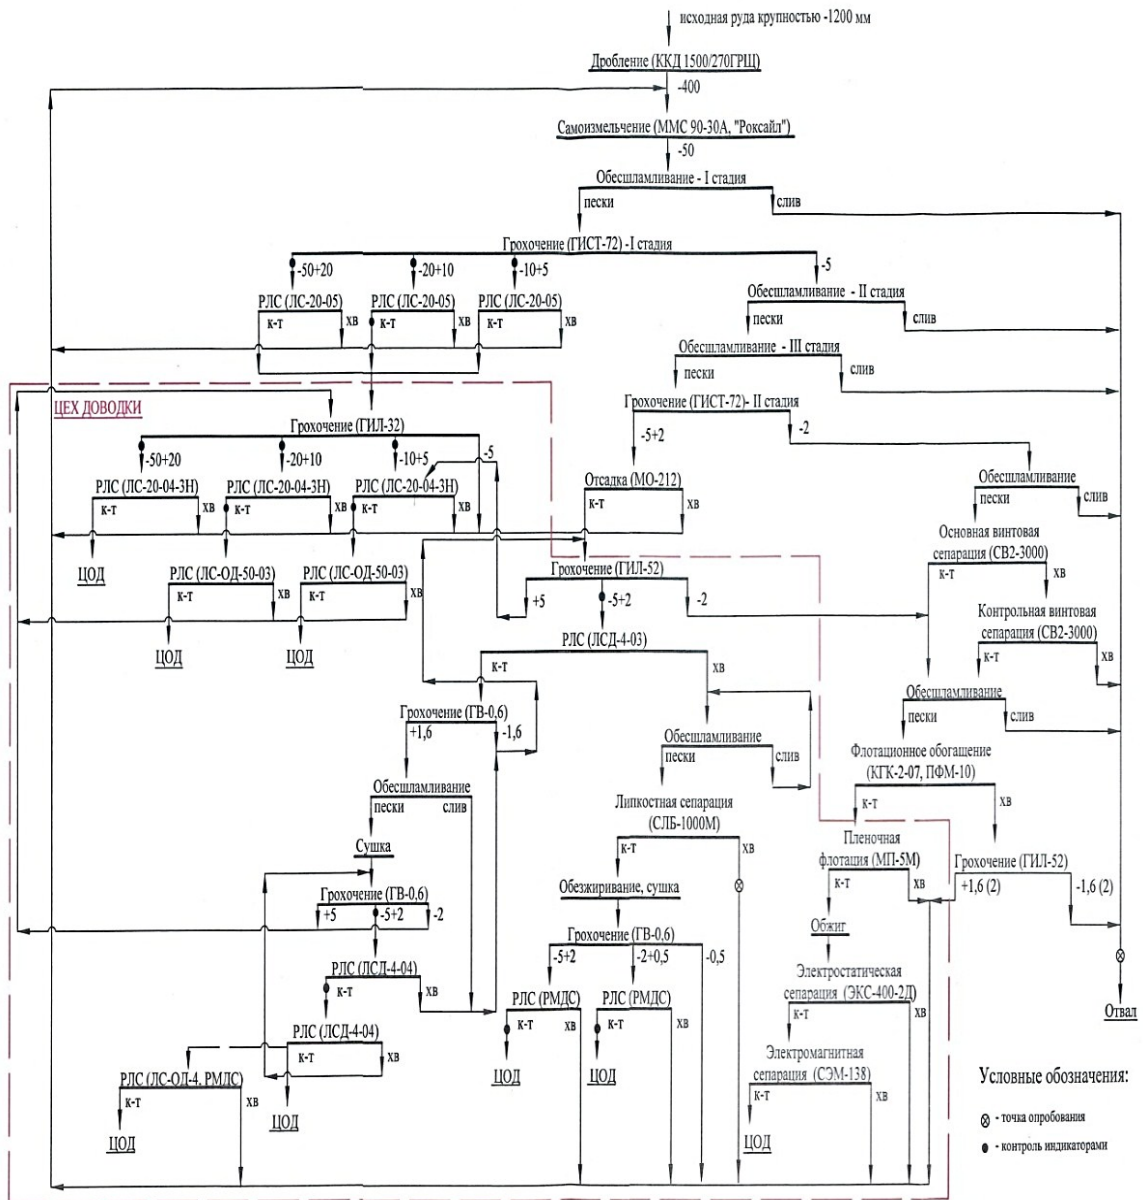 исходная руда крупностью -1200 мм
Дробление (ККД 1500/270ГРЩ)
-400
Самоизмельчение (ММС 90-30А, "Роксайл")
-50
Обесшламливание - I стадия
пески
слив
Грохочение (ГИСТ-72) -I стадия
-50+20
-20+10
-10+5
-5
РЛС (ЛС-20-05)
РЛС (ЛС-20-05)
РЛС (ЛС-20-05)
к-т
хв
к-т
хв
к-т
хв
Обесшламливание - II стадия
пески
слив
Обесшламливание - III стадия
пески
слив
Грохочение (ГИСТ-72)- II стадия
-5+2
-2
ЦЕХ ДОВОДКИ
Грохочение (ГИЛ-32)
-50+20
-20+10
-10+5
-5
РЛС (ЛС-20-04-3Н)
РЛС (ЛС-20-04-3Н)
РЛС (ЛС-20-04-3Н)
к-т
хв
к-т
хв
к-т
хв
Отсадка (МО-212)
к-т
хв
Обесшламливание
пески
слив
Основная винтовая
сепарация (СВ2-3000)
к-т
хв
ЦОД
РЛС (ЛС-ОД-50-03)
РЛС (ЛС-ОД-50-03)
к-т
хв
к-т
хв
ЦОД
ЦОД
Грохочение (ГИЛ-52)
+5
-5+2
-2
Контрольная винтовая
сепарация (СВ2-3000)
к-т
хв
РЛС (ЛСД-4-03)
к-т
хв
Обесшламливание
пески
слив
Грохочение (ГВ-0,6)
+1,6
-1,6
Обесшламливание
пески
слив
Флотационное обогащение
(КГК-2-07, ПФМ-10)
к-т
хв
Обесшламливание
пески
слив
Липкостная сепарация
(СЛБ-1000М)
к-т
хв
Пленочная
флотация (МП-5М)
к-т
хв
Грохочение (ГИЛ-52)
+1,6 (2)
-1,6 (2)
Сушка
Грохочение (ГВ-0,6)
+5
-5+2
-2
Обезжиривание, сушка
Обжиг
Грохочение (ГВ-0,6)
-5+2
-2+0,5
-0,5
РЛС (ЛСД-4-04)
к-т
хв
Электростатическая
сепарация (ЭКС-400-2Д)
к-т
хв
РЛС (РМДС)
РЛС (РМДС)
к-т
хв
к-т
хв
Отвал
РЛС (ЛСД-4-04)
к-т
хв
Электромагнитная
сепарация (СЭМ-138)
к-т
хв
РЛС (ЛС-ОД-4. РМДС)
к-т
хв
ЦОД
ЦОД
ЦОД
ЦОД
ЦОД
Условные обозначения:
- точка опробования
- контроль индикаторами